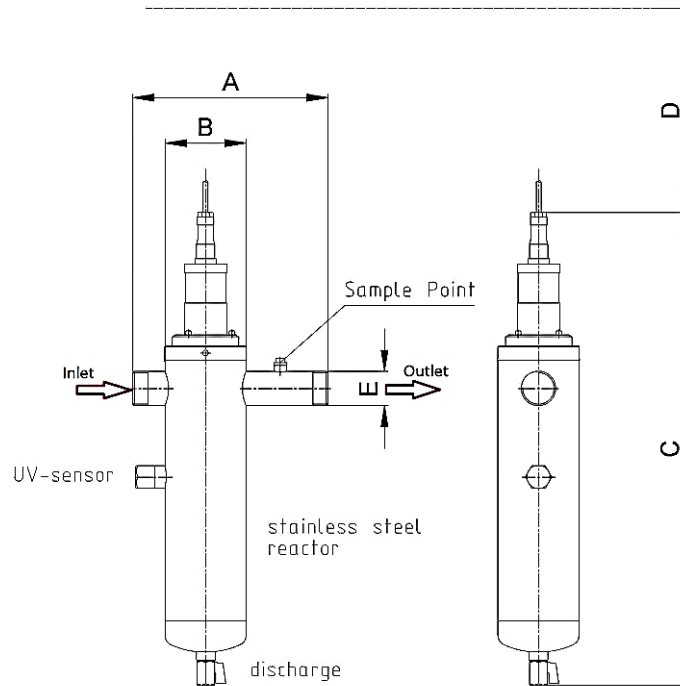 A
B
D
Sample Point
Inlet
E
Outlet
C
UV-sensor
stainless steel
reactor
discharge